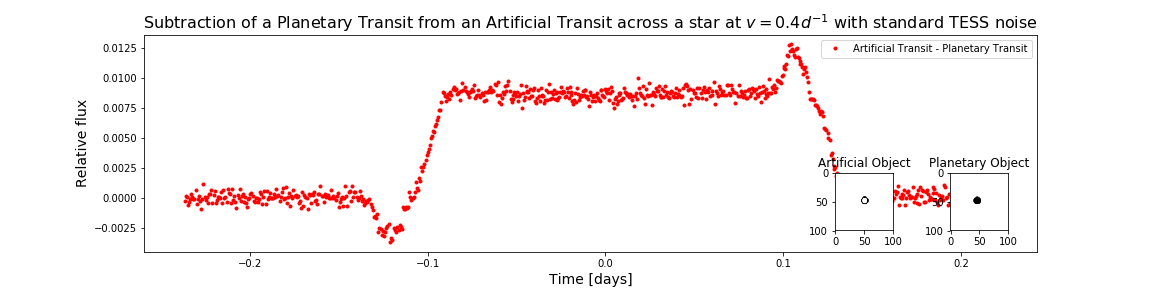 Subtraction of a Planetary Transit from an Artificial Transit across a star at v = 0.4d⁻¹ with standard TESS noise
Artificial Transit - Planetary Transit
Relative flux
0.0125
0.0100
0.0075
0.0050
0.0025
0.0000
−0.0025
Artificial Object
0
50
100
0 50 100
Planetary Object
0
50
100
0 50 100
−0.2 −0.1 0.0 0.1 0.2
Time [days]